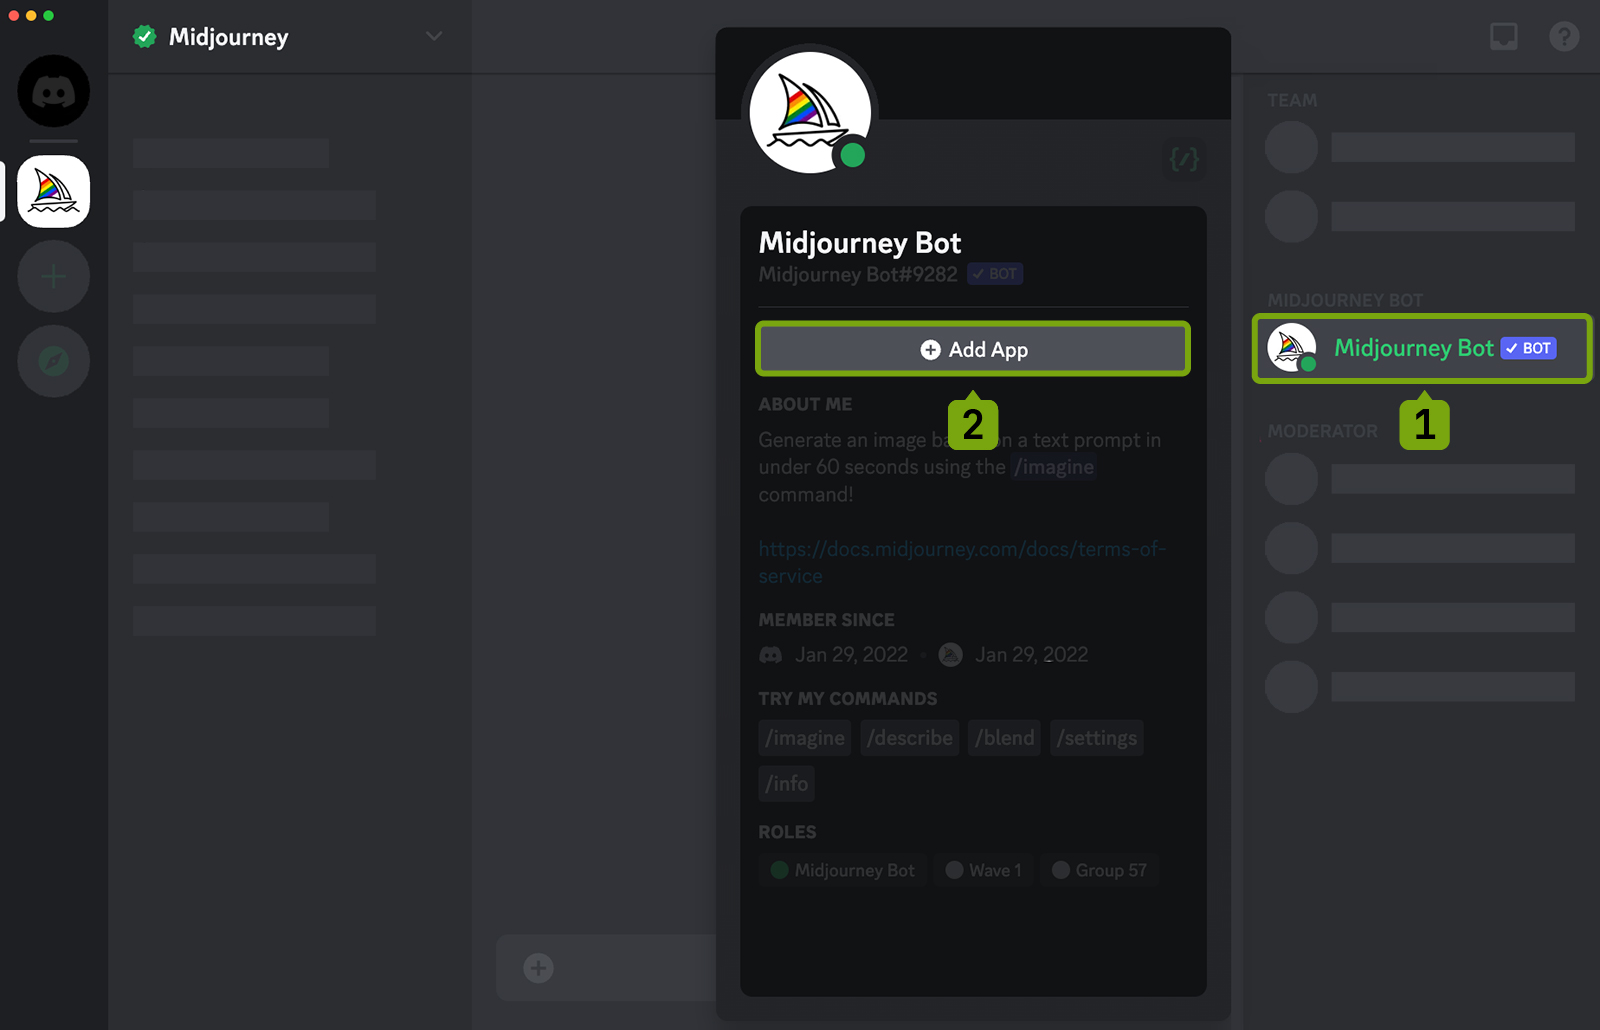 Midjourney
Midjourney Bot
Midjourney Bot#9282 BOT
Add App
2
ABOUT ME
Generate an image ba on a text prompt in
under 60 seconds using the /imagine
command!
https://docs.midjourney.com/docs/terms-of-
service
MEMBER SINCE
Jan 29, 2022 • Jan 29, 2022
TRY MY COMMANDS
/imagine /describe /blend /settings
/info
ROLES
Midjourney Bot Wave 1 Group 57
TEAM
MIDJOURNEY BOT
Midjourney Bot BOT
1
MODERATOR